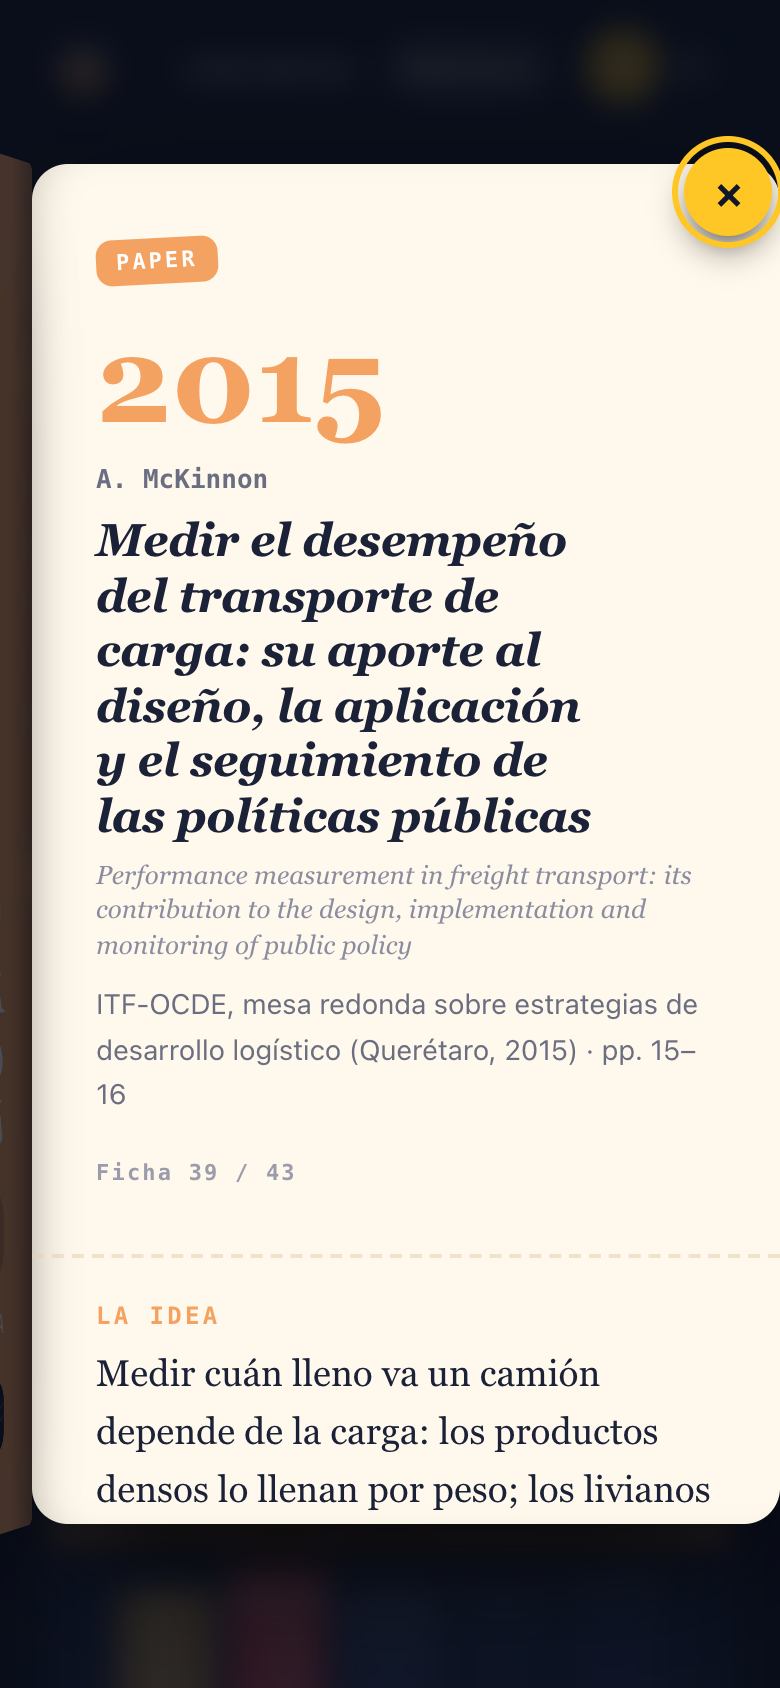 ×
PAPER
2015
A. McKinnon
Medir el desempeño
del transporte de
carga: su aporte al
diseño, la aplicación
y el seguimiento de
las políticas públicas
Performance measurement in freight transport: its
contribution to the design, implementation and
monitoring of public policy
ITF-OCDE, mesa redonda sobre estrategias de
desarrollo logístico (Querétaro, 2015) · pp. 15–
16
Ficha 39 / 43
LA IDEA
Medir cuán lleno va un camión
depende de la carga: los productos
densos lo llenan por peso; los livianos